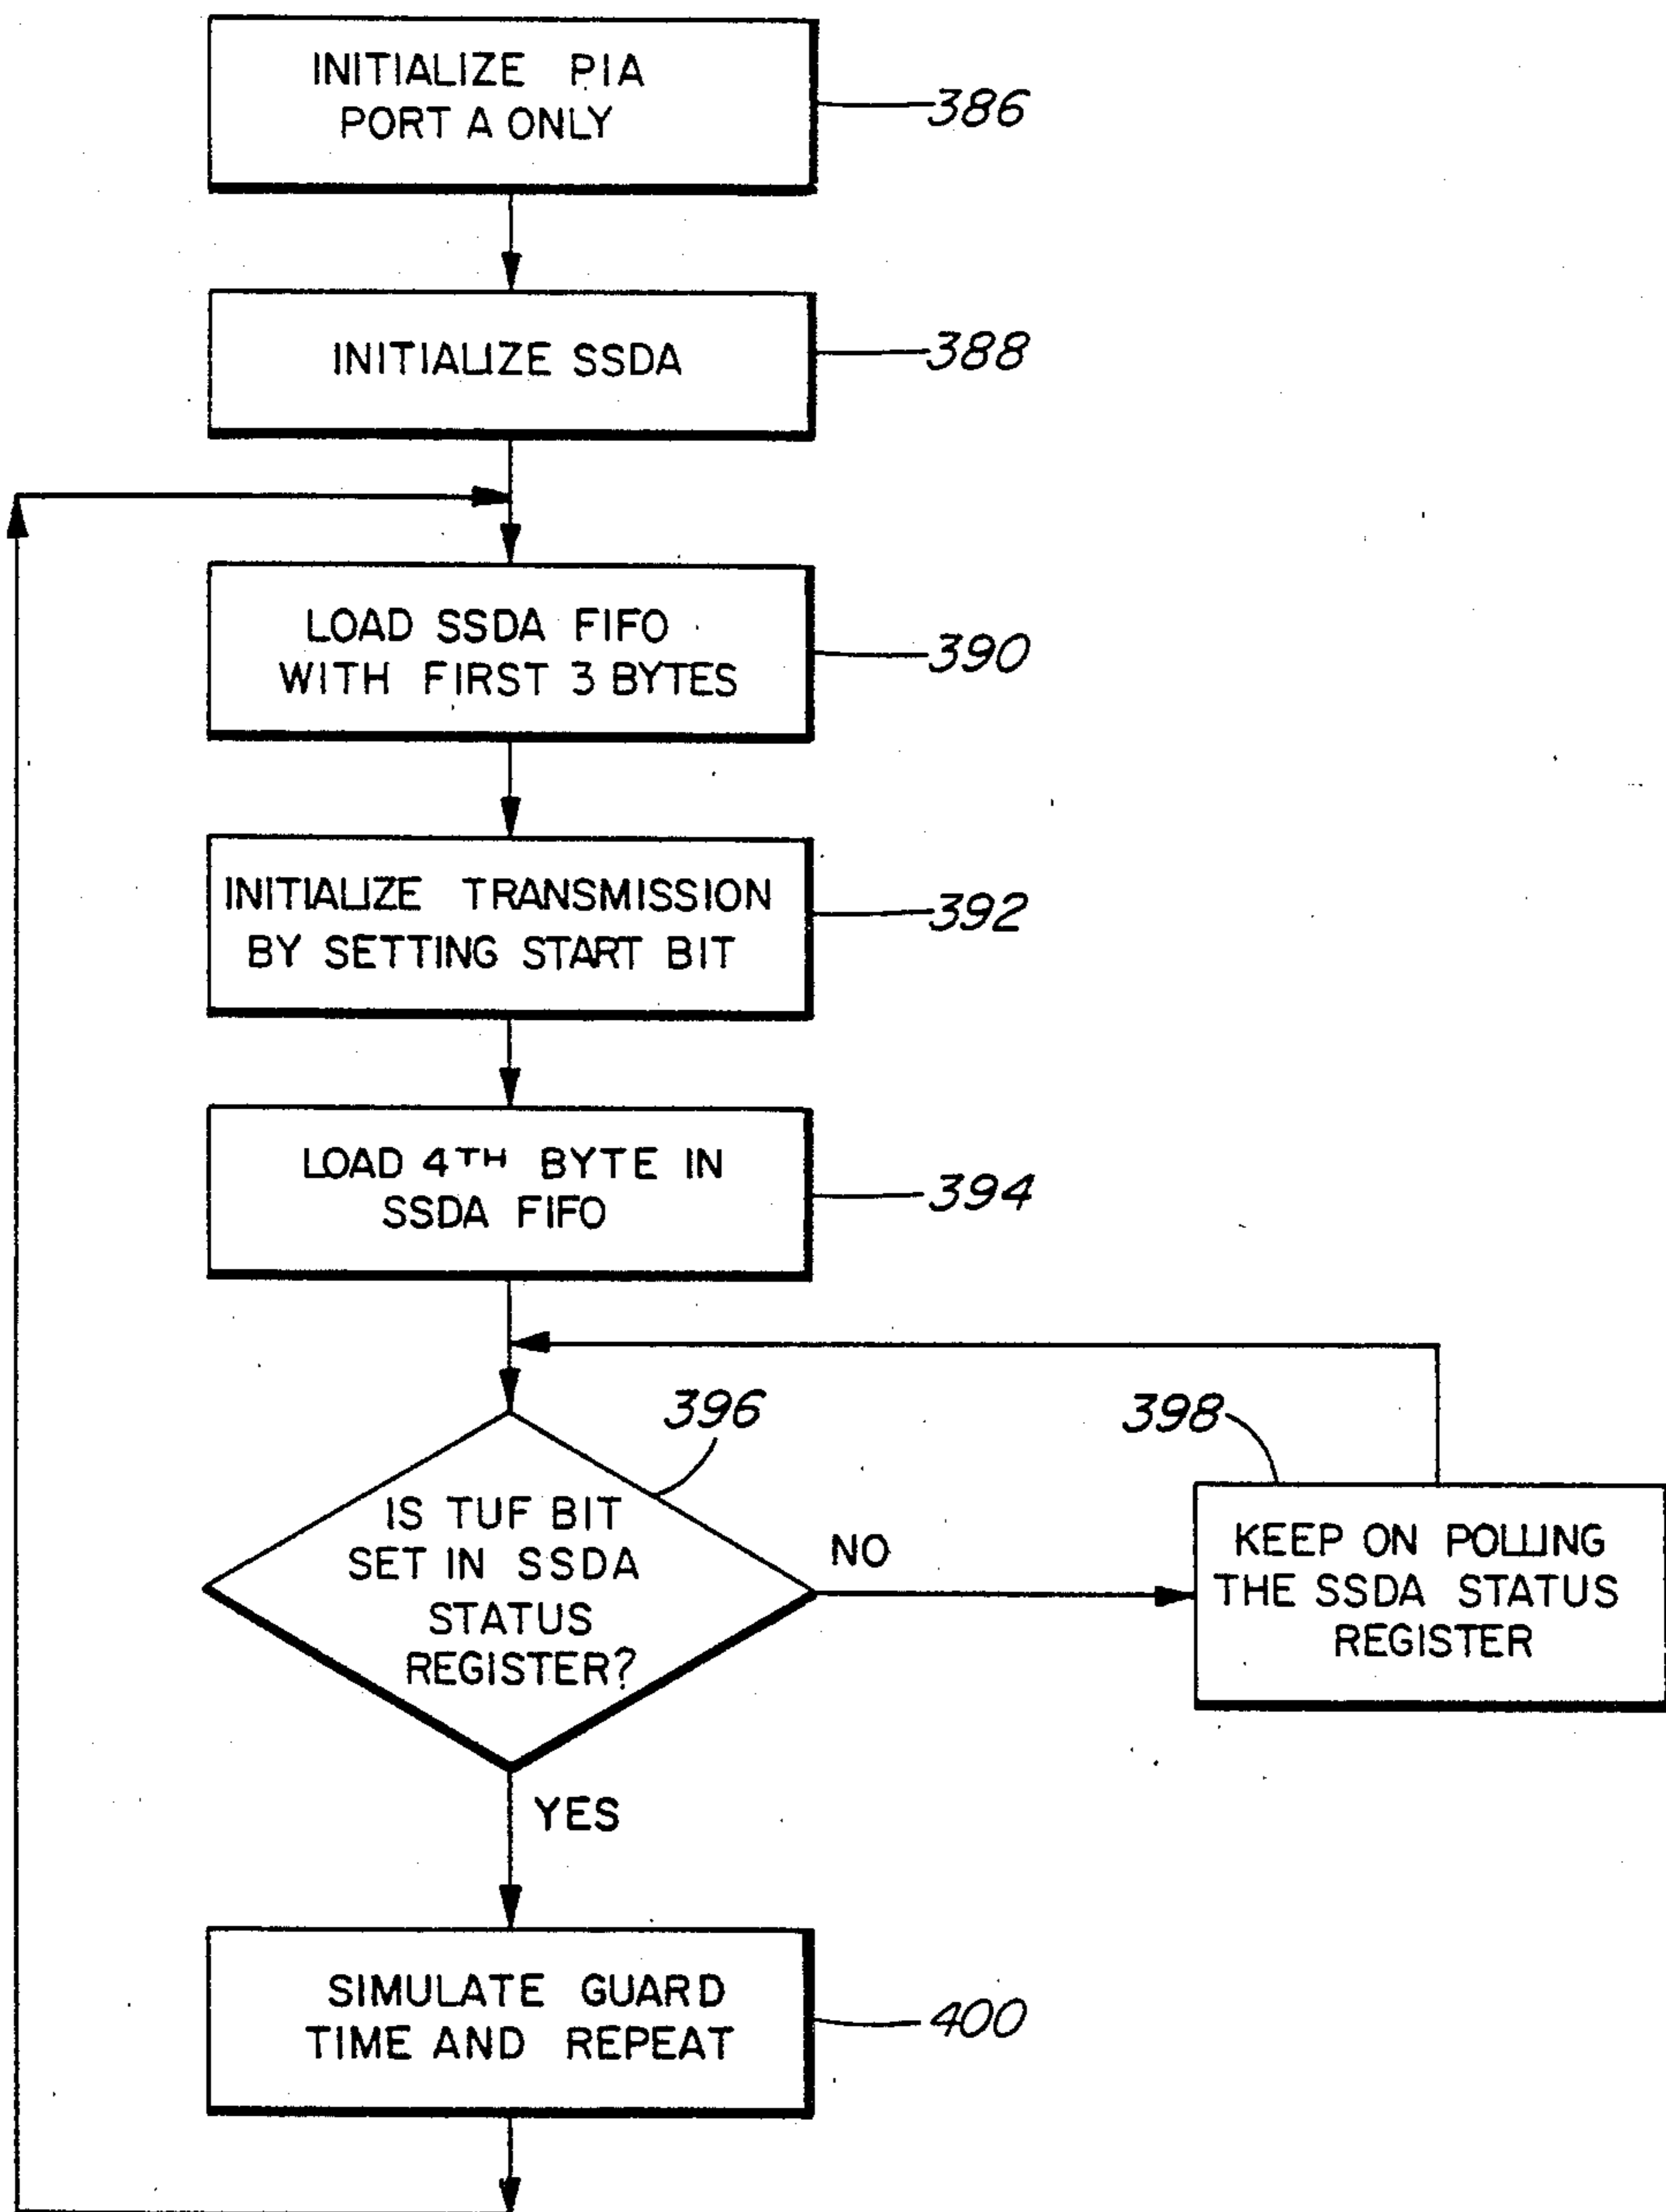 INITIALIZE PIA
PORT A ONLY
386
INITIALIZE SSDA
388
LOAD SSDA FIFO
WITH FIRST 3 BYTES
390
INITIALIZE TRANSMISSION
BY SETTING START BIT
392
LOAD 4TH BYTE IN
SSDA FIFO
394
396
IS TUF BIT
SET IN SSDA
STATUS
REGISTER?
NO
398
KEEP ON POLLING
THE SSDA STATUS
REGISTER
YES
SIMULATE GUARD
TIME AND REPEAT
400